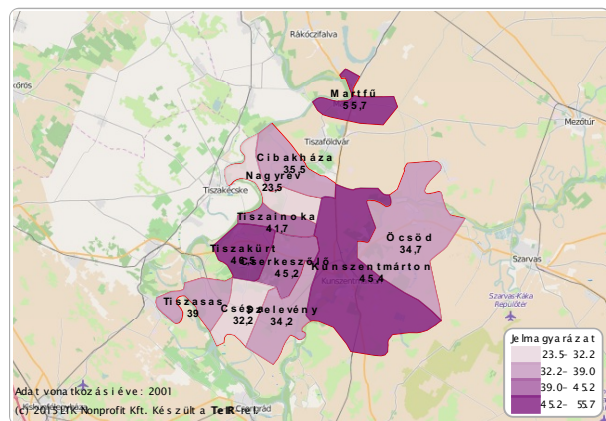 Rákóczifalva
Martfű
55,7
Mezőtúr
Tiszaföldvár
Cibakháza
35,5
Nagyrév
23,5
Tiszakécske
Tiszainoka
41,7
Öcsöd
34,7
Tiszakürt
Cserkeszőlő
45,2
Kunszentmárton
45,4
Szarvas
Tiszasas
39
Csépa
32,2
Szelevény
34,2
Szarvas-Káka
Repülőtér
Jelmagyarázat
23.5- 32.2
32.2- 39.0
39.0- 45.2
45.2- 55.7
Adat vonatkozási éve: 2001
(c) 2015 LTK Nonprofit Kft. Készült a TeIR-rel.